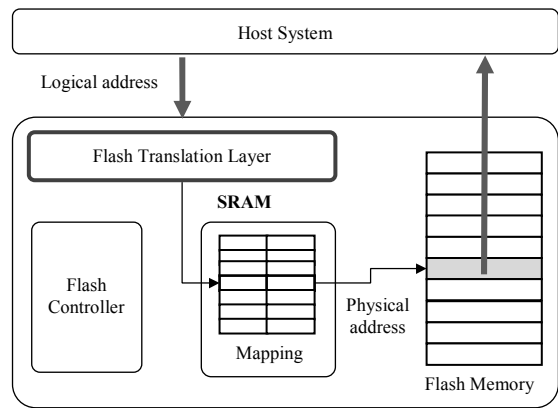 Host System
Logical address
Flash Translation Layer
SRAM
Flash
Controller
Mapping
Physical
address
Flash Memory